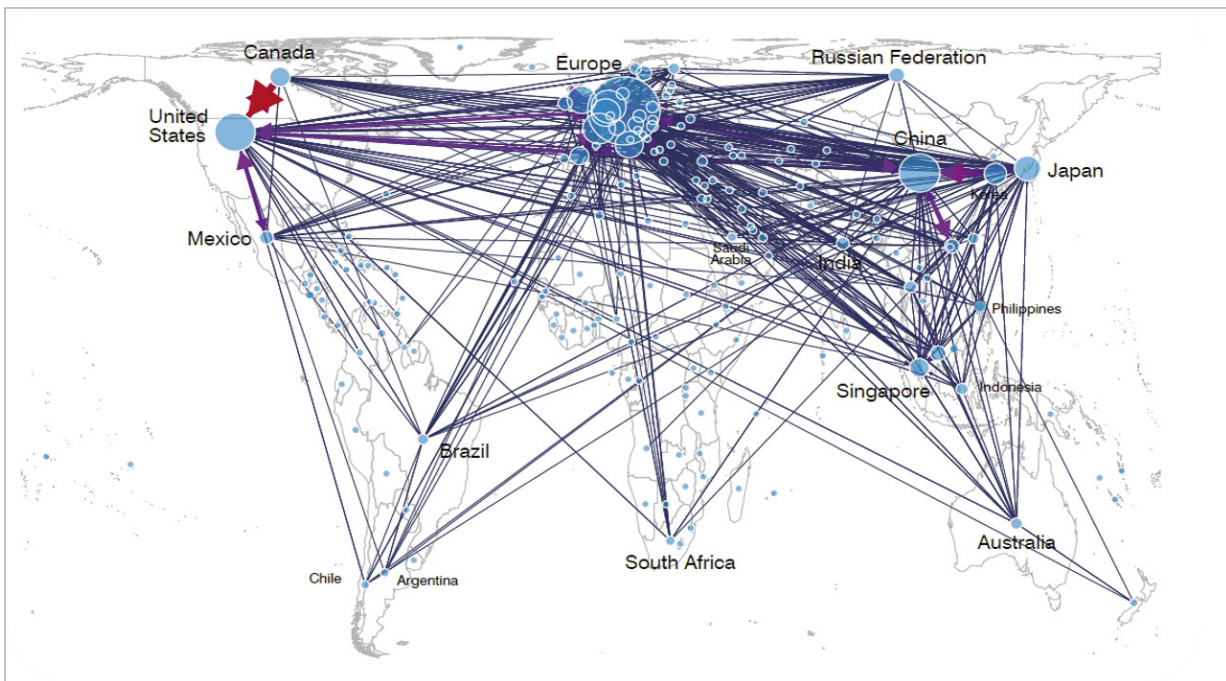 Canada
Europe
Russian Federation
United
States
China
Japan
Korea
Mexico
Saudi
Arabia
India
Philippines
Singapore
Indonesia
Brazil
Australia
South Africa
Chile
Argentina